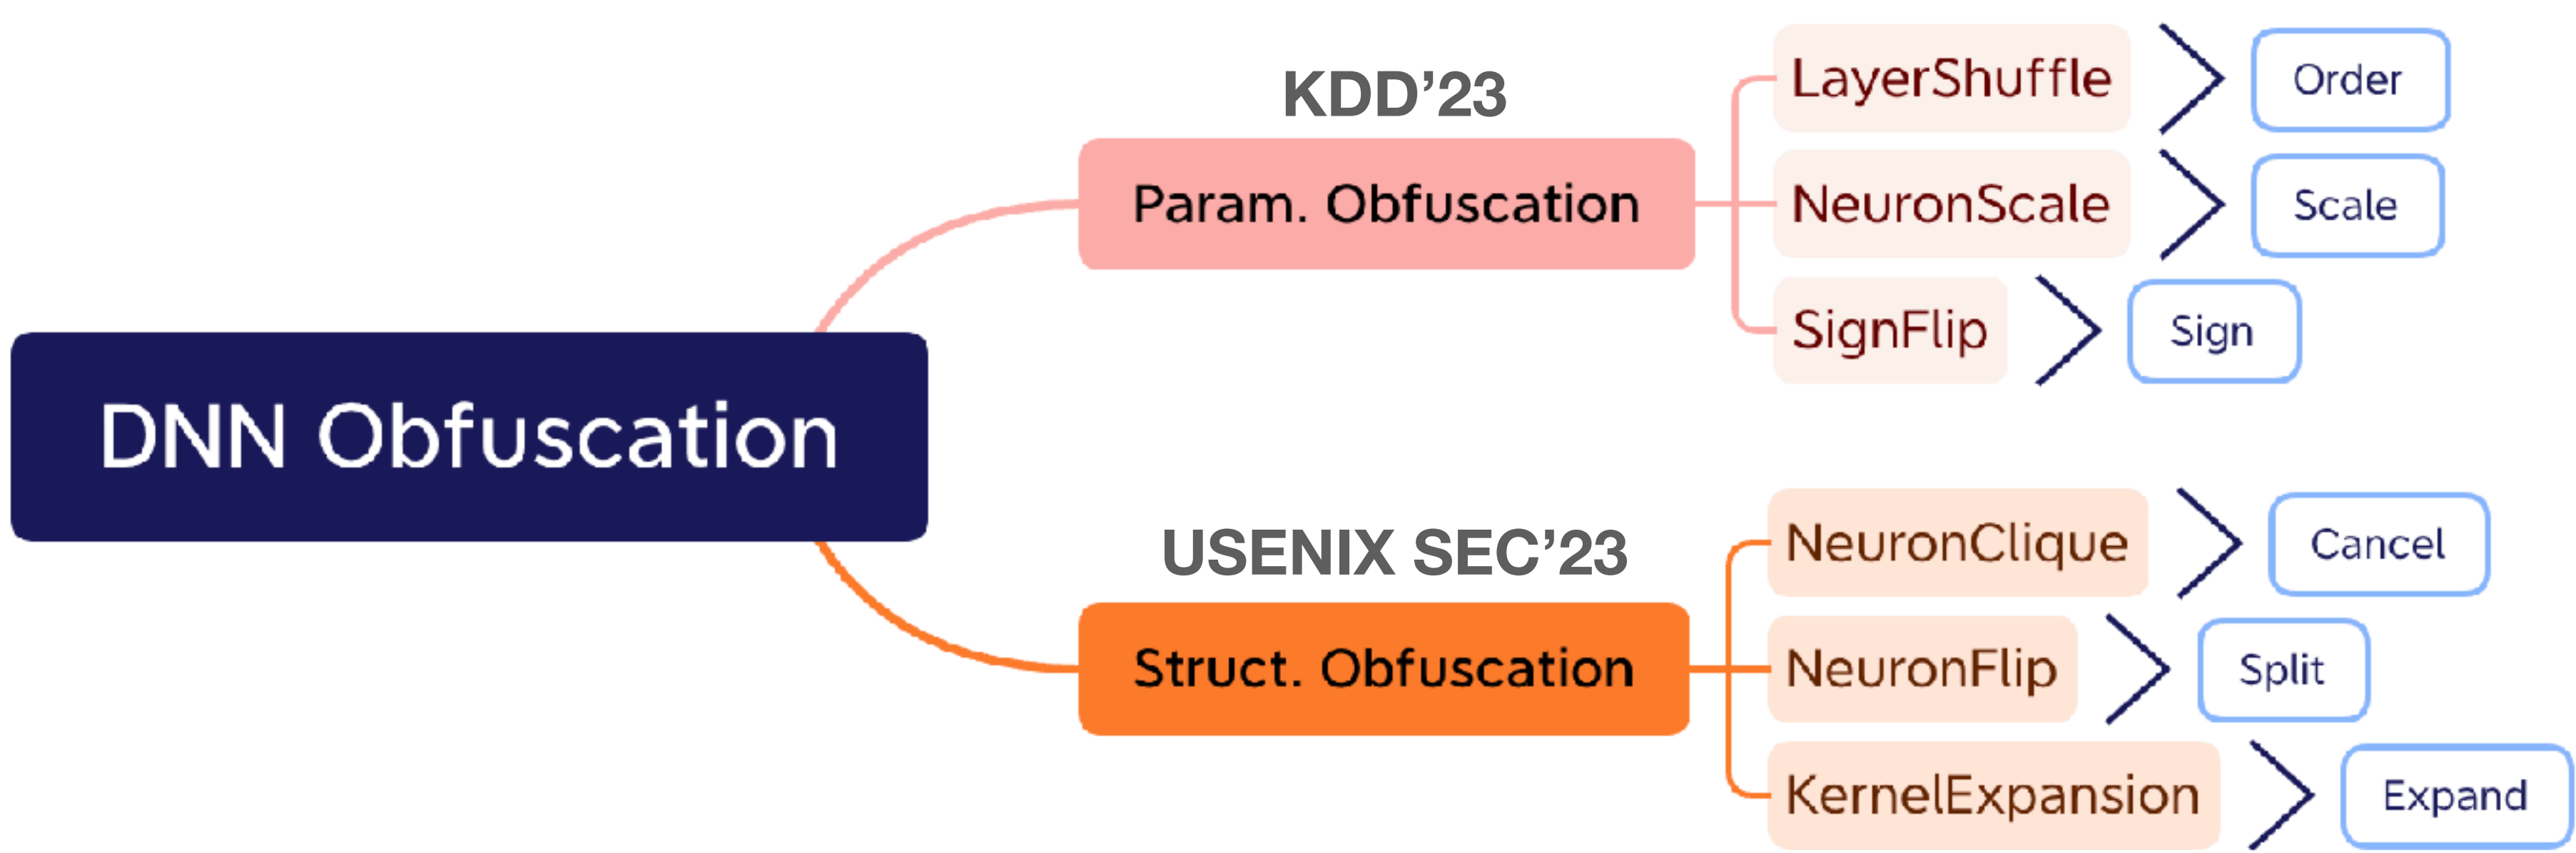 DNN Obfuscation
KDD’23
Param. Obfuscation
LayerShuffle
Order
NeuronScale
Scale
SignFlip
Sign
USENIX SEC’23
Struct. Obfuscation
NeuronClique
Cancel
NeuronFlip
Split
KernelExpansion
Expand